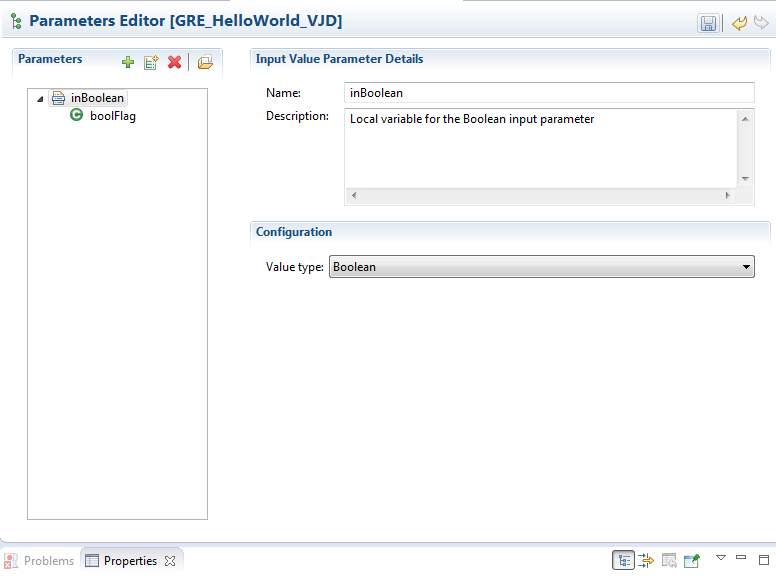 Parameters Editor [GRE_HelloWorld_VJD]
Parameters
inBoolean
boolFlag
Input Value Parameter Details
Name: inBoolean
Description: Local variable for the Boolean input parameter
Configuration
Value type: Boolean
Problems Properties